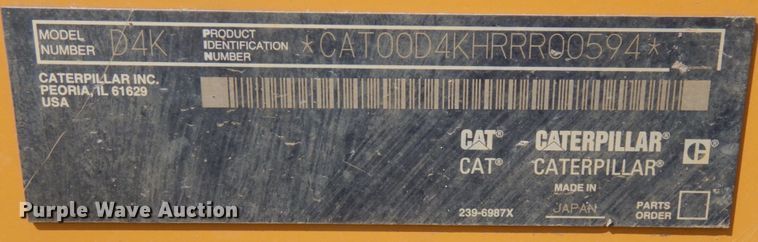 MODEL NUMBER D4K
PRODUCT IDENTIFICATION NUMBER *CAT00D4KHRRR00594*
CATERPILLAR INC.
PEORIA, IL 61629
USA
CAT® CATERPILLAR®
CAT® CATERPILLAR®
MADE IN
JAPAN
239-6987X
PARTS ORDER
Purple Wave Auction